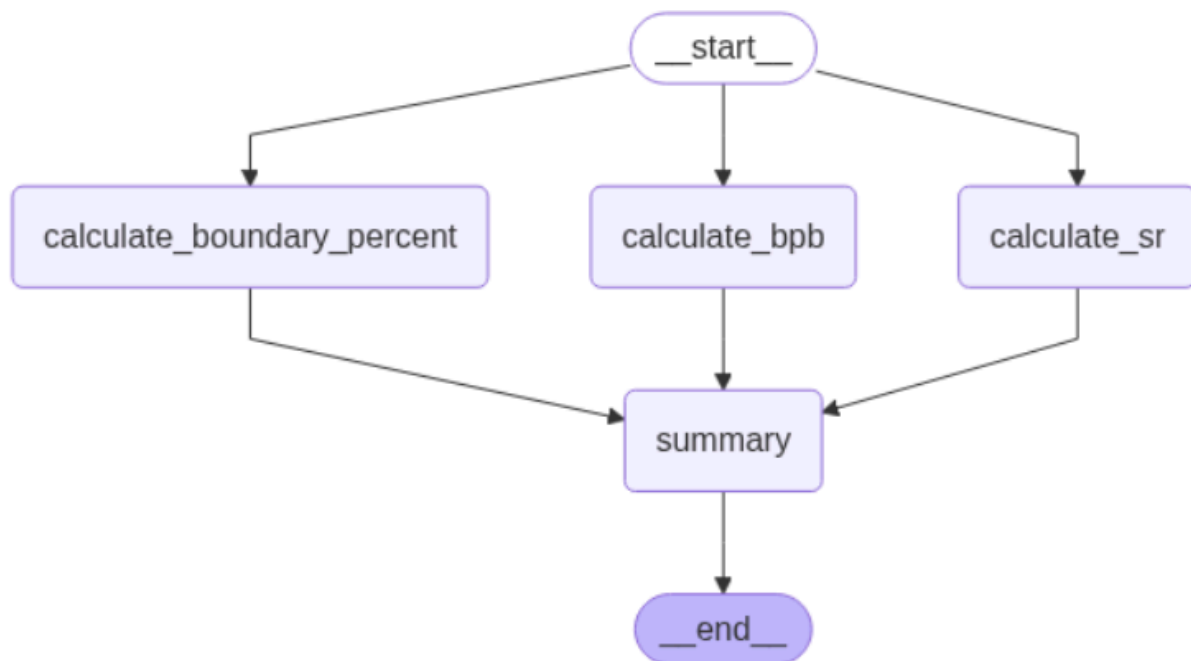 __start__
calculate_boundary_percent
calculate_bpb
calculate_sr
summary
__end__